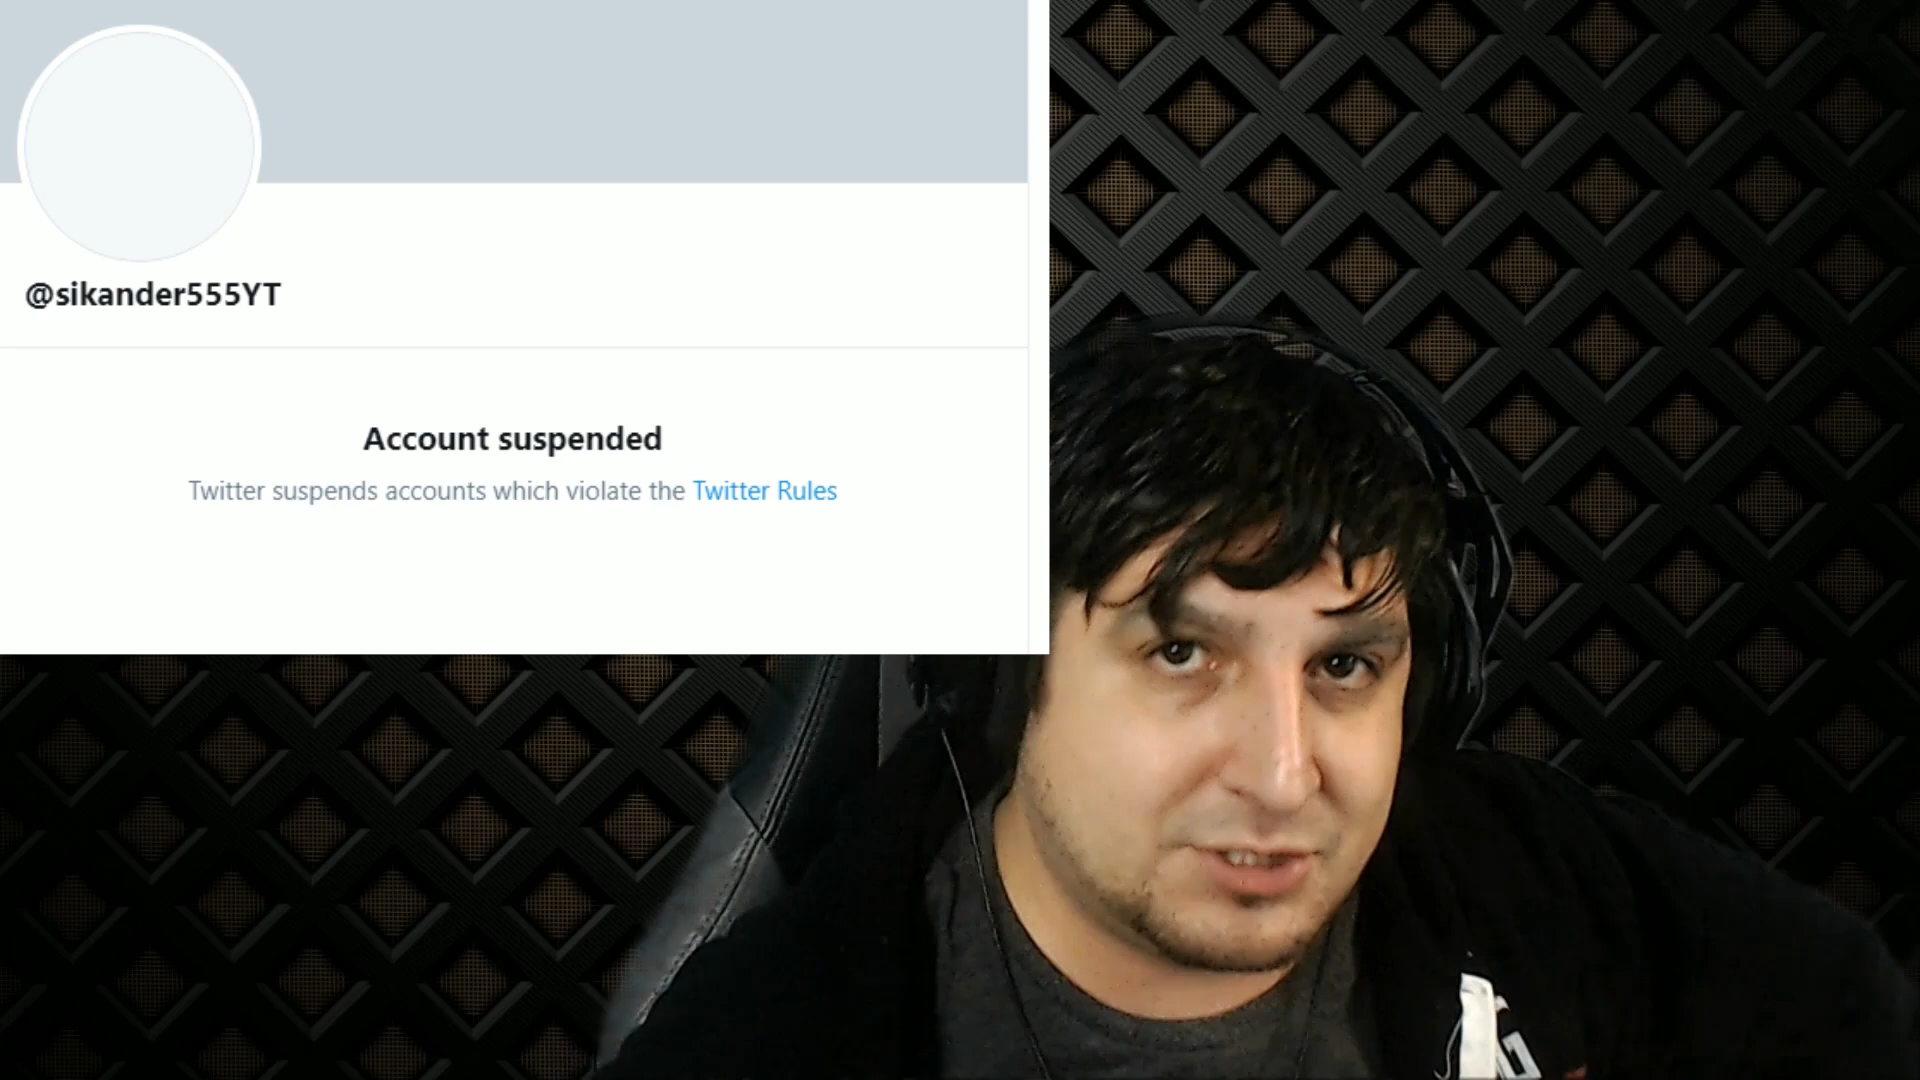 @sikander555YT
Account suspended
Twitter suspends accounts which violate the Twitter Rules